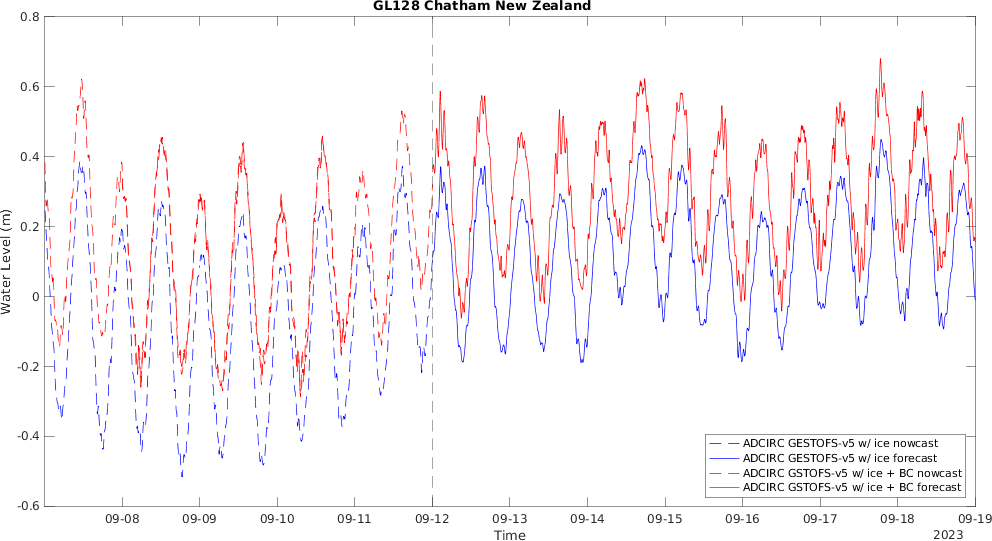 GL128 Chatham New Zealand
0.8
0.6
0.4
0.2
0
-0.2
-0.4
-0.6
Water Level (m)
ADCIRC GESTOFS-v5 w/ ice nowcast
ADCIRC GESTOFS-v5 w/ ice forecast
ADCIRC GSTOFS-v5 w/ ice + BC nowcast
ADCIRC GSTOFS-v5 w/ ice + BC forecast
09-08 09-09 09-10 09-11 09-12 09-13 09-14 09-15 09-16 09-17 09-18 09-19
Time
2023